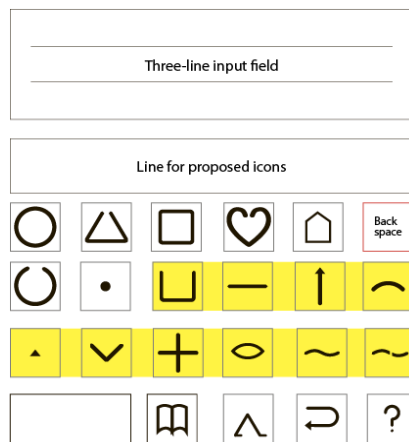 Three-line input field
Line for proposed icons
Back
space
?